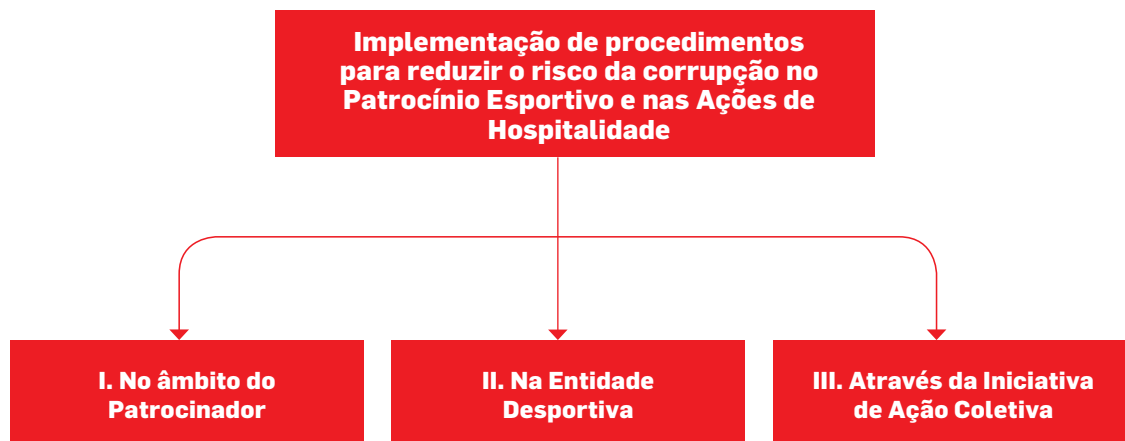 Implementação de procedimentos
para reduzir o risco da corrupção no
Patrocínio Esportivo e nas Ações de
Hospitalidade
I. No âmbito do
Patrocinador
II. Na Entidade
Desportiva
III. Através da Iniciativa
de Ação Coletiva